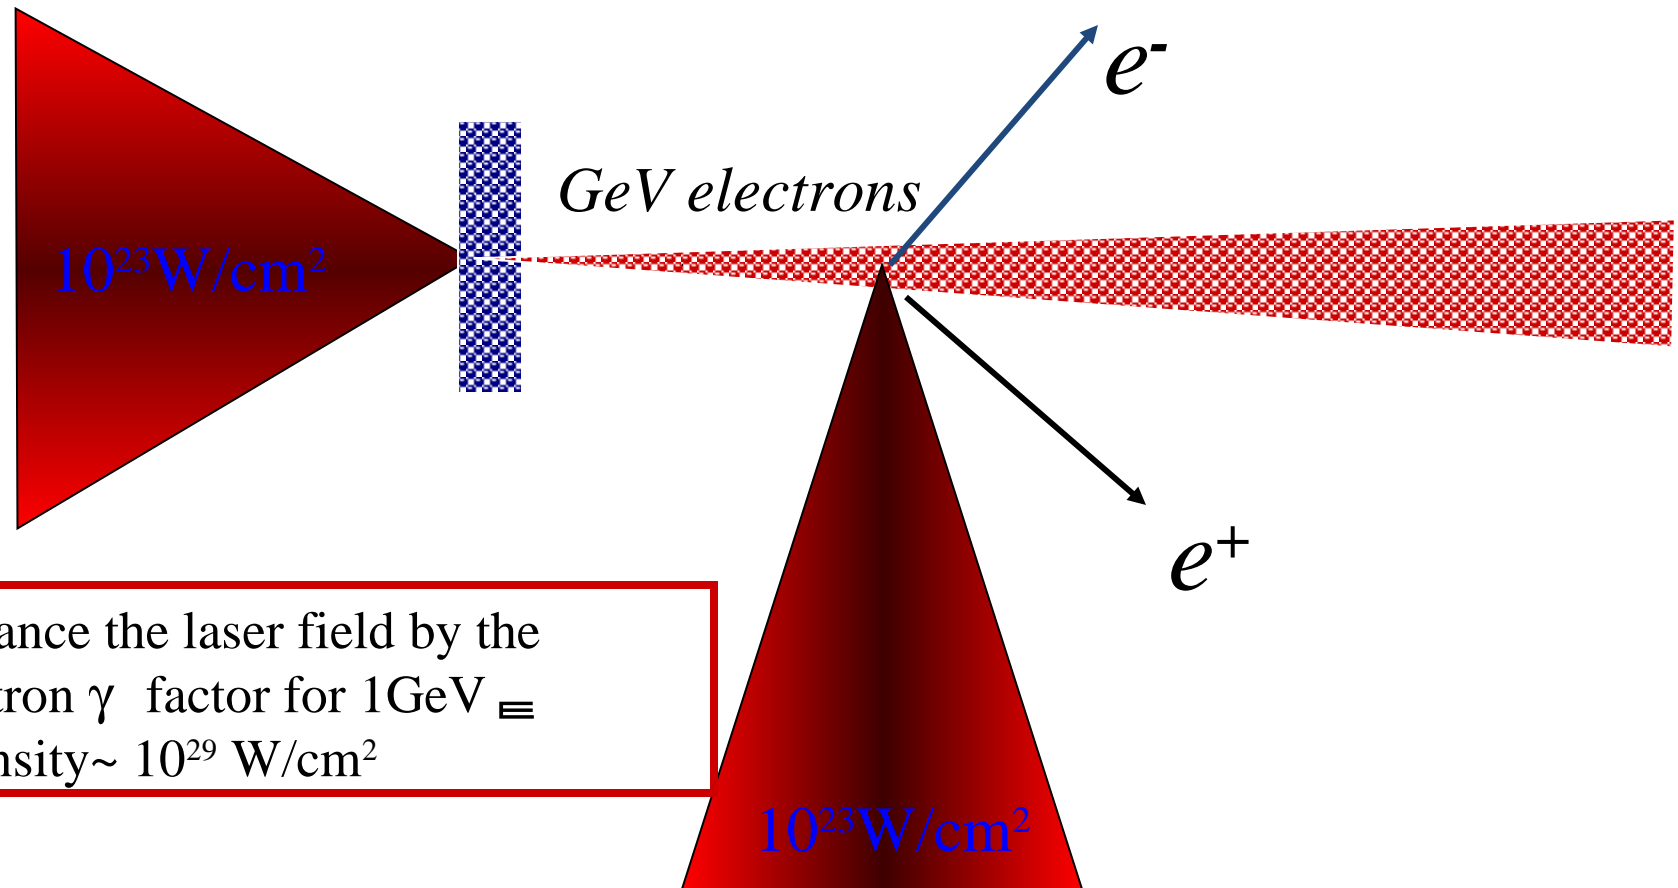 e⁻
GeV electrons
10²³W/cm²
e⁺
ance the laser field by the
tron γ factor for 1GeV ≡
nsity~ 10²⁹ W/cm²
10²³W/cm²